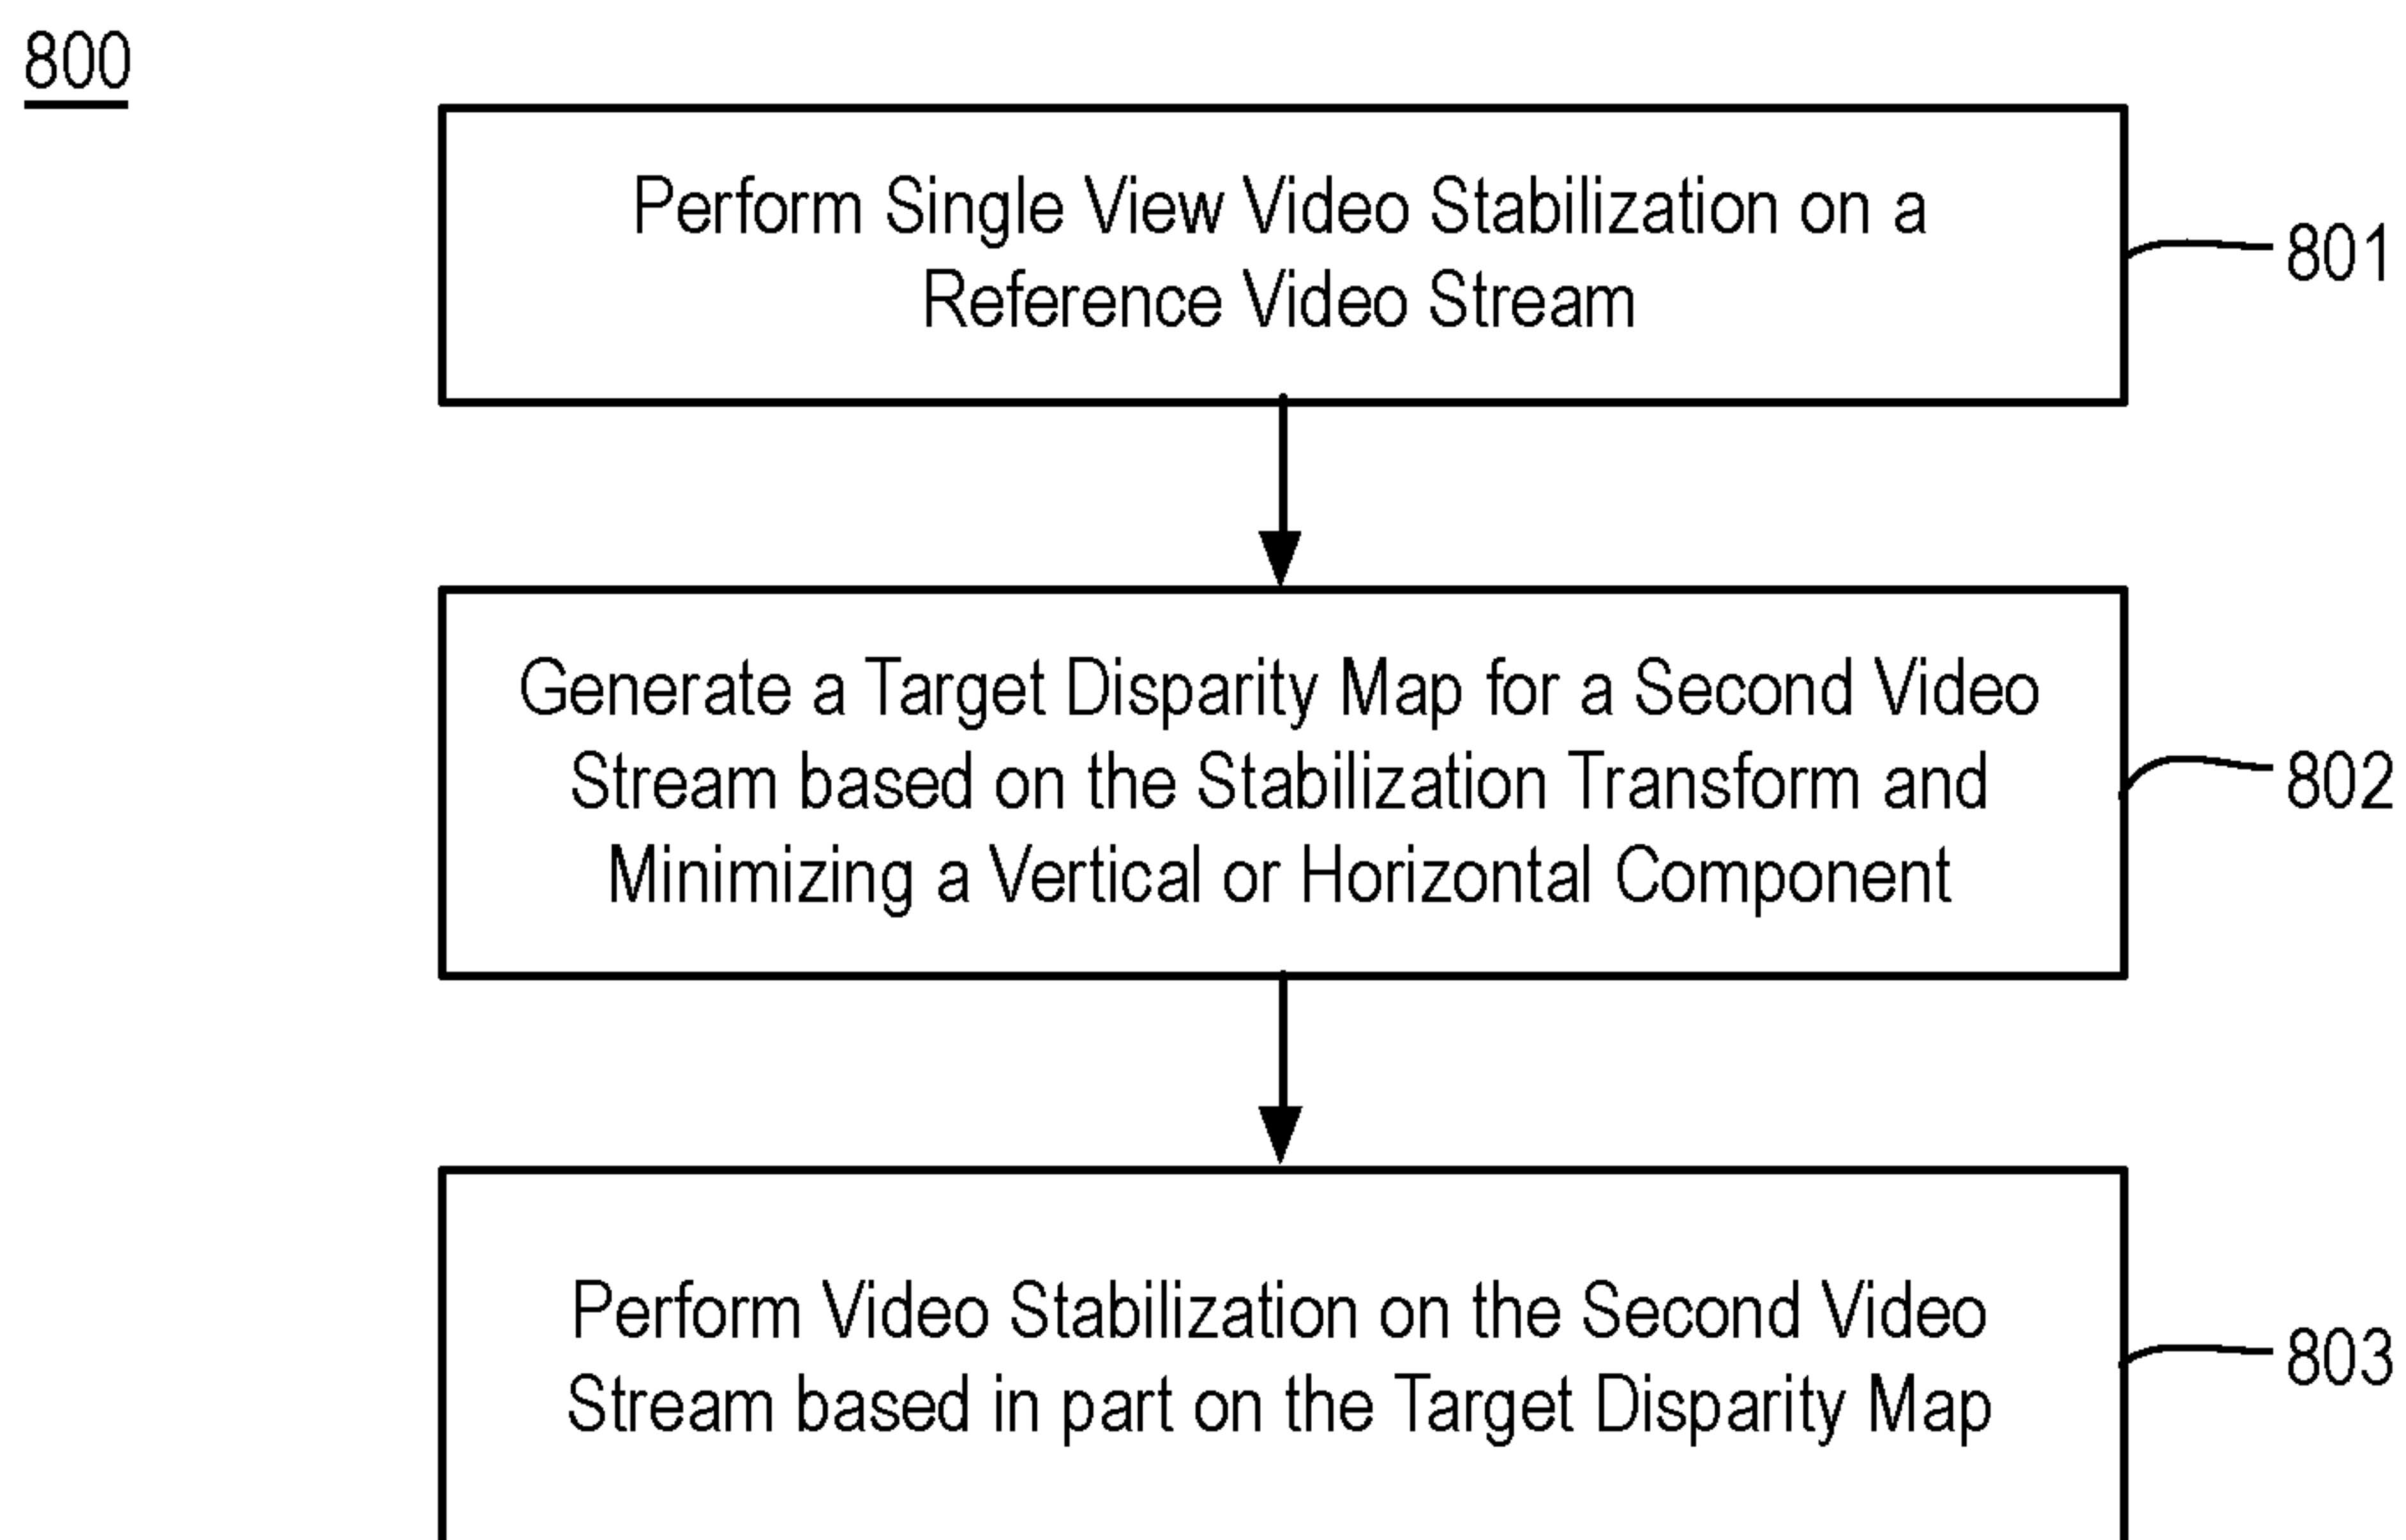 800
Perform Single View Video Stabilization on a
Reference Video Stream
801
Generate a Target Disparity Map for a Second Video
Stream based on the Stabilization Transform and
Minimizing a Vertical or Horizontal Component
802
Perform Video Stabilization on the Second Video
Stream based in part on the Target Disparity Map
803